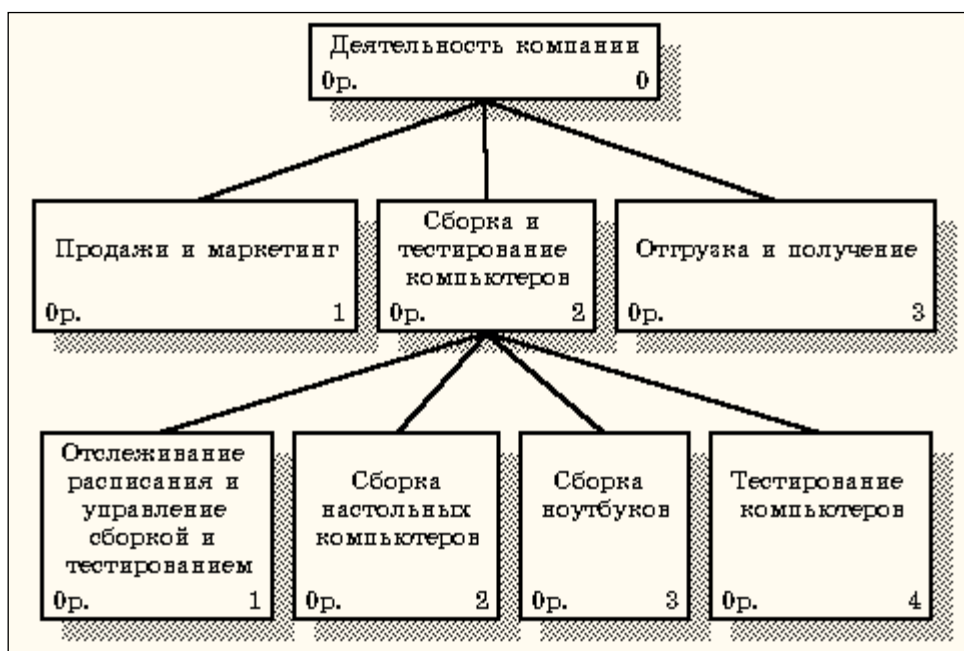 Деятельность компании
0р. 0
Продажи и маркетинг
0р. 1
Сборка и
тестирование
компьютеров
0р. 2
Отгрузка и получение
0р. 3
Отслеживание
расписания и
управление
сборкой и
тестированием
0р. 1
Сборка
настольных
компьютеров
0р. 2
Сборка
ноутбуков
0р. 3
Тестирование
компьютеров
0р. 4